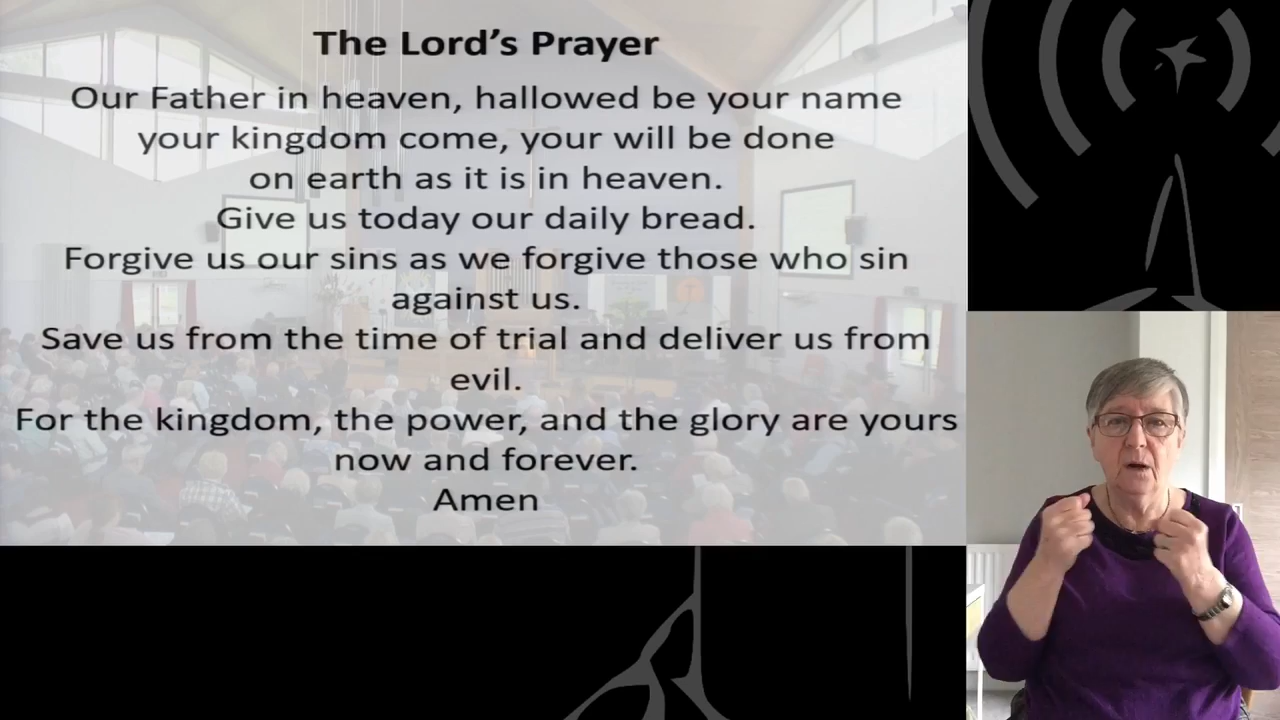 The Lord's Prayer
Our Father in heaven, hallowed be your name
your kingdom come, your will be done
on earth as it is in heaven.
Give us today our daily bread.
Forgive us our sins as we forgive those who sin
against us.
Save us from the time of trial and deliver us from
evil.
For the kingdom, the power, and the glory are yours
now and forever.
Amen